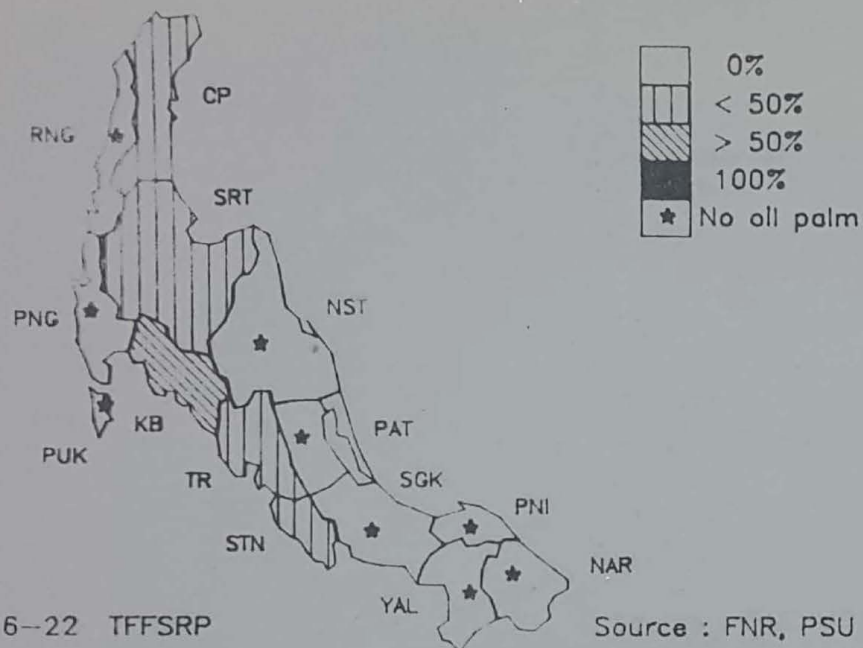 0%
< 50%
> 50%
100%
No oil palm
CP
RNG
SRT
PNG
NST
KB
PUK
PAT
TR
SGK
PNI
STN
NAR
YAL
6-22 TFFSRP
Source : FNR, PSU